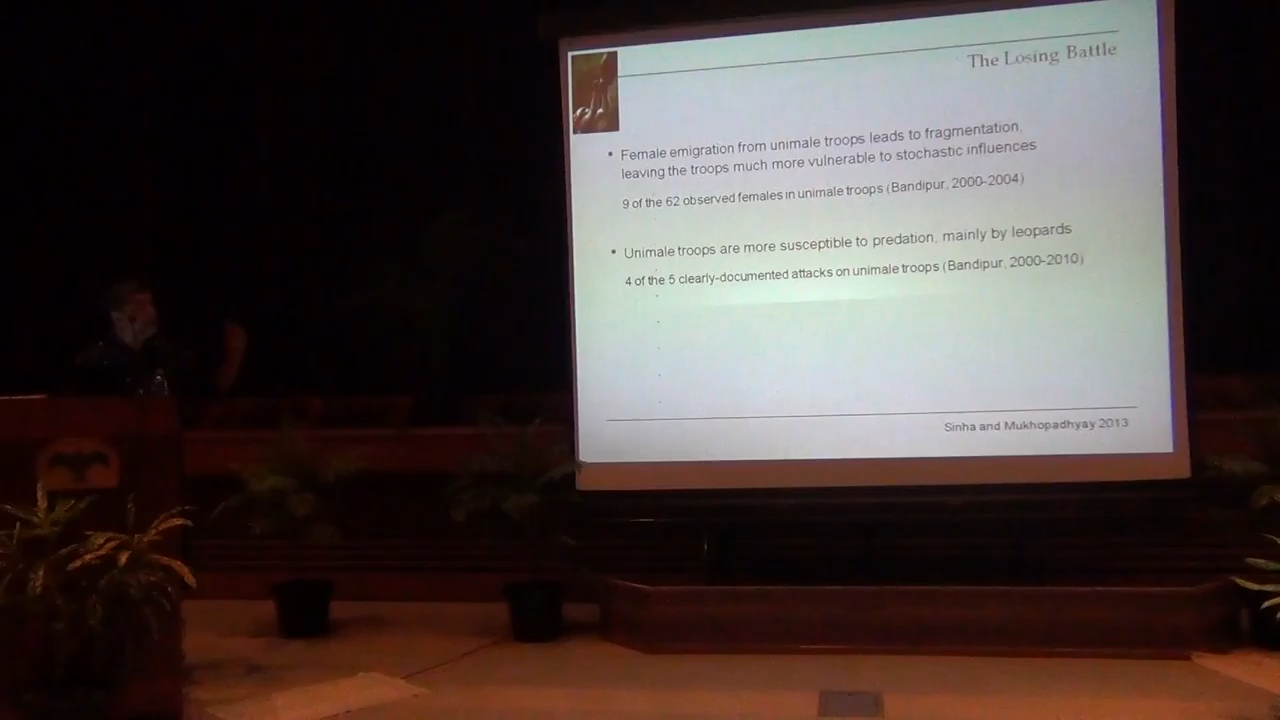 The Losing Battle
• Female emigration from unimale troops leads to fragmentation,
leaving the troops much more vulnerable to stochastic influences
9 of the 62 observed females in unimale troops (Bandipur, 2000-2004)
• Unimale troops are more susceptible to predation, mainly by leopards
4 of the 5 clearly-documented attacks on unimale troops (Bandipur, 2000-2010)
Sinha and Mukhopadhyay 2013